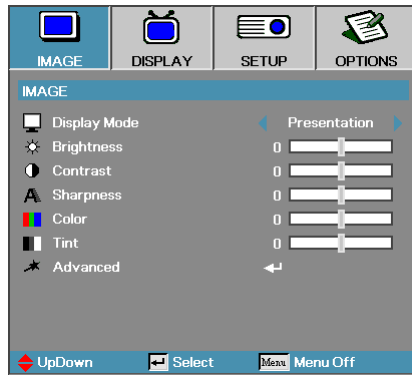 IMAGE DISPLAY SETUP OPTIONS
IMAGE
Display Mode Presentation
Brightness 0
Contrast 0
Sharpness 0
Color 0
Tint 0
Advanced
UpDown Select Menu Menu Off